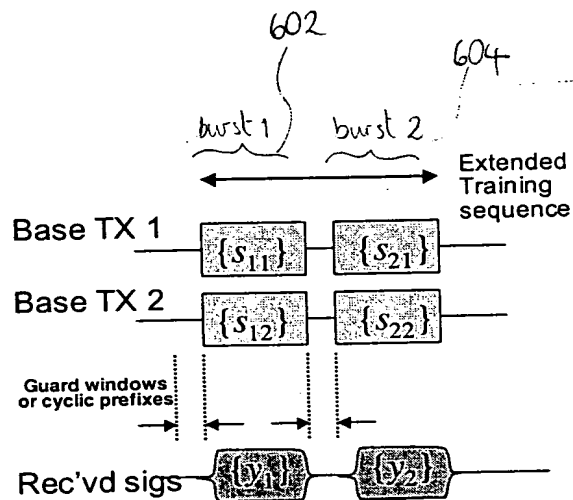 602
604
burst 1
burst 2
Extended
Training
sequence
Base TX 1
{s11}
{s21}
Base TX 2
{s12}
{s22}
Guard windows
or cyclic prefixes
Rec'vd sigs
{y1}
{y2}